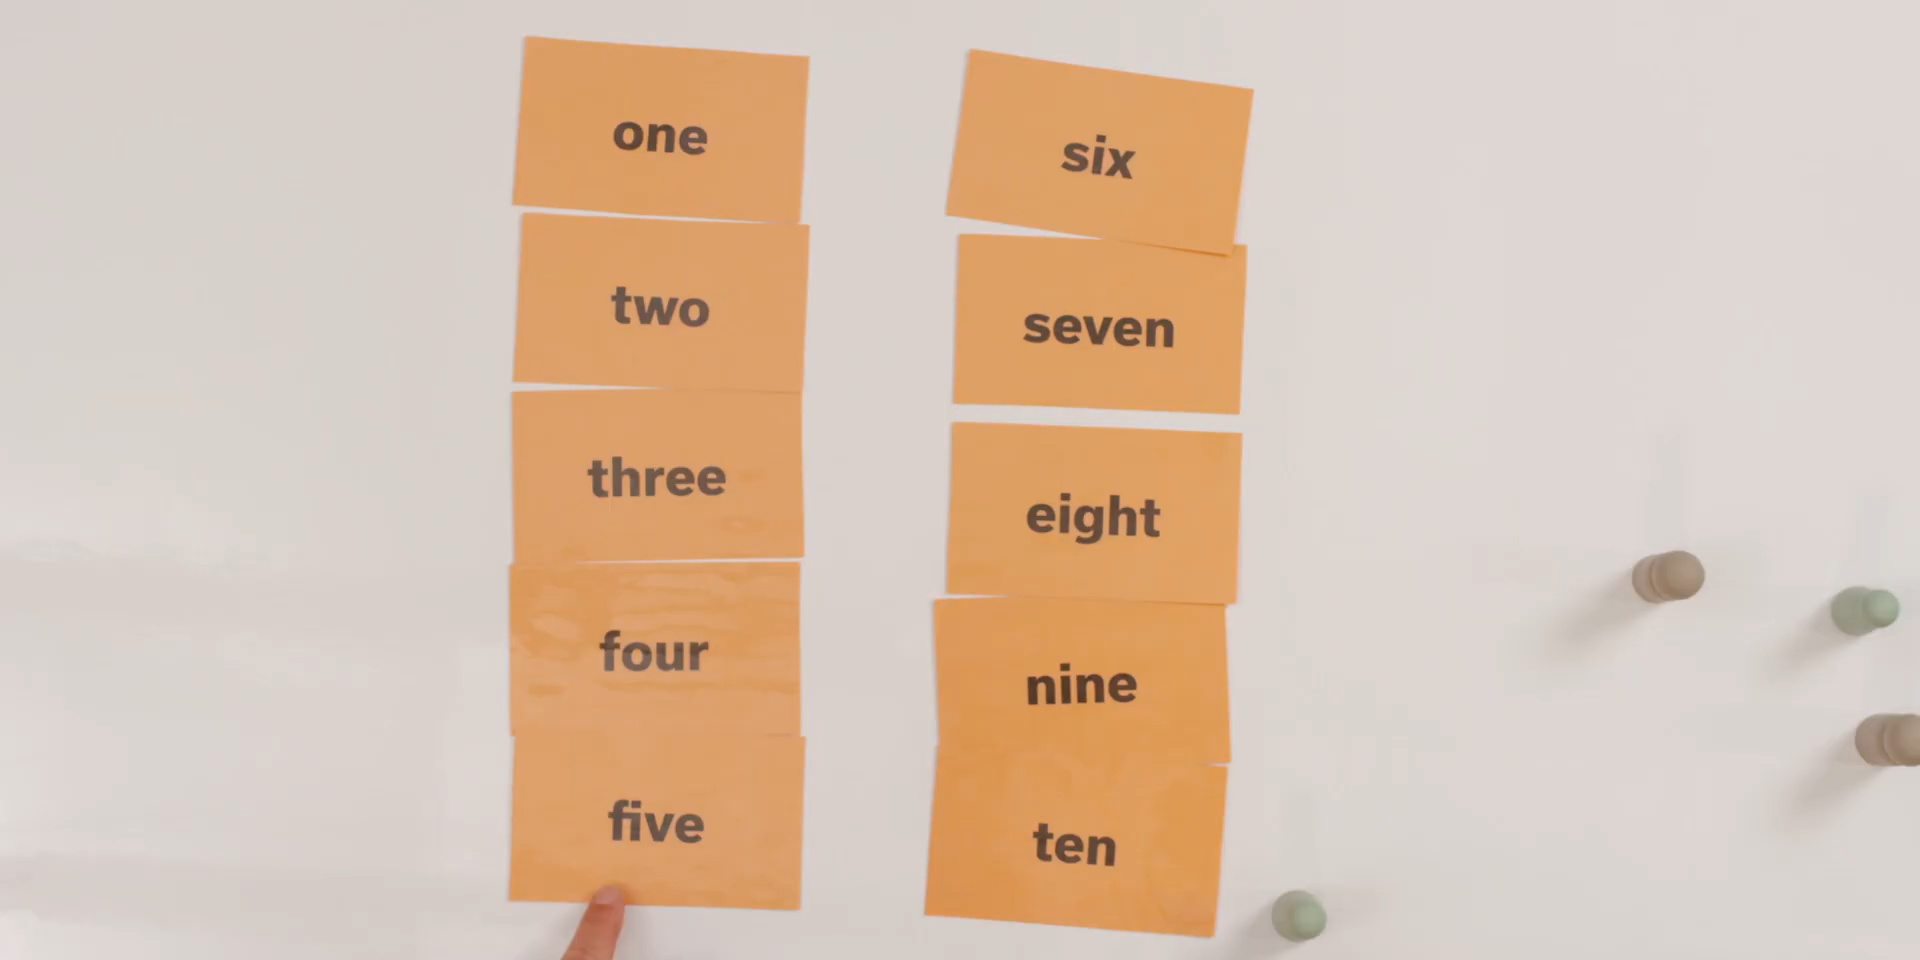 one
two
three
four
five
six
seven
eight
nine
ten